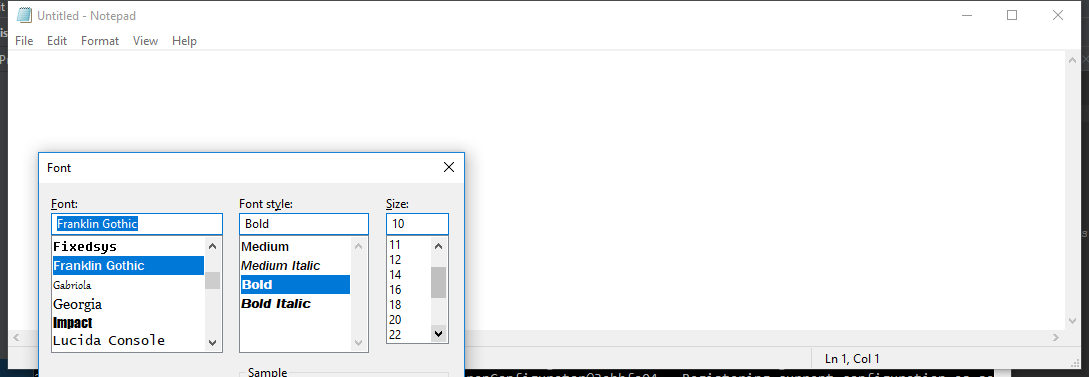 Untitled - Notepad
File Edit Format View Help
Font
Font: Font style: Size:
Franklin Gothic Bold 10
Fixedsys Medium 11
Franklin Gothic Medium Italic 12
Gabriola Bold 14
Georgia Bold Italic 16
Impact 18
Lucida Console 20
22
Sample
Ln 1, Col 1